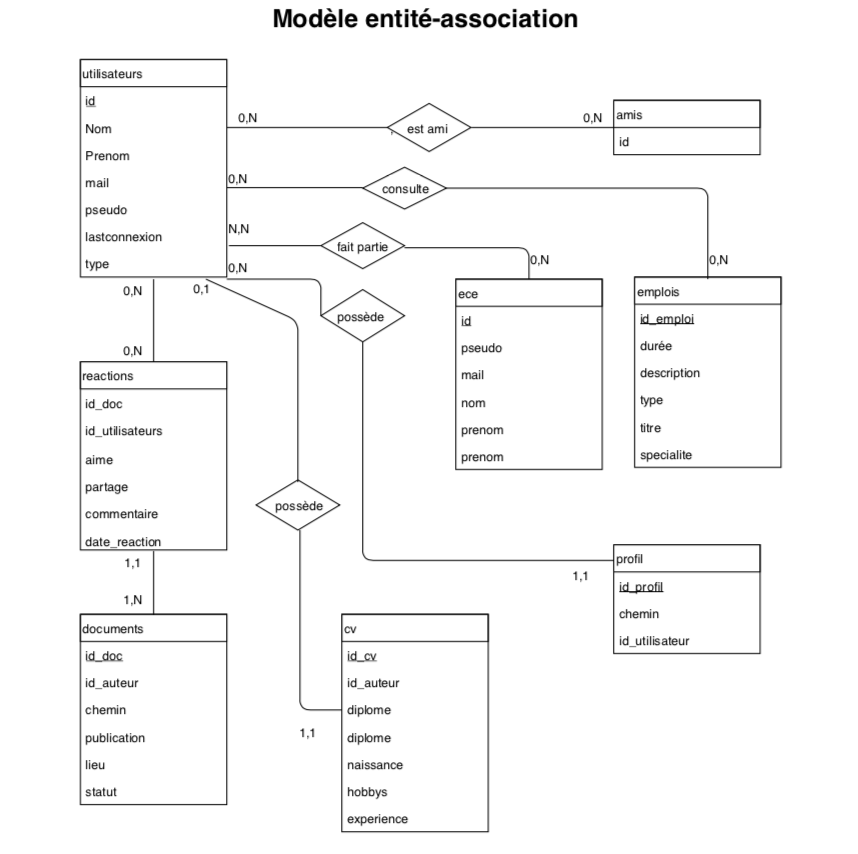 Modèle entité-association
utilisateurs
id
Nom
Prenom
mail
pseudo
lastconnexion
type
0,N
est ami
0,N
amis
id
0,N
consulte
0,N
N,N
fait partie
0,N
0,N
possède
0,N
0,1
ece
id
pseudo
mail
nom
prenom
prenom
emplois
id_emploi
durée
description
type
titre
specialite
0,N
reactions
id_doc
id_utilisateurs
aime
partage
commentaire
date_reaction
possède
1,1
1,N
1,1
profil
id_profil
chemin
id_utilisateur
documents
id_doc
id_auteur
chemin
publication
lieu
statut
1,1
cv
id_cv
id_auteur
diplome
diplome
naissance
hobbys
experience